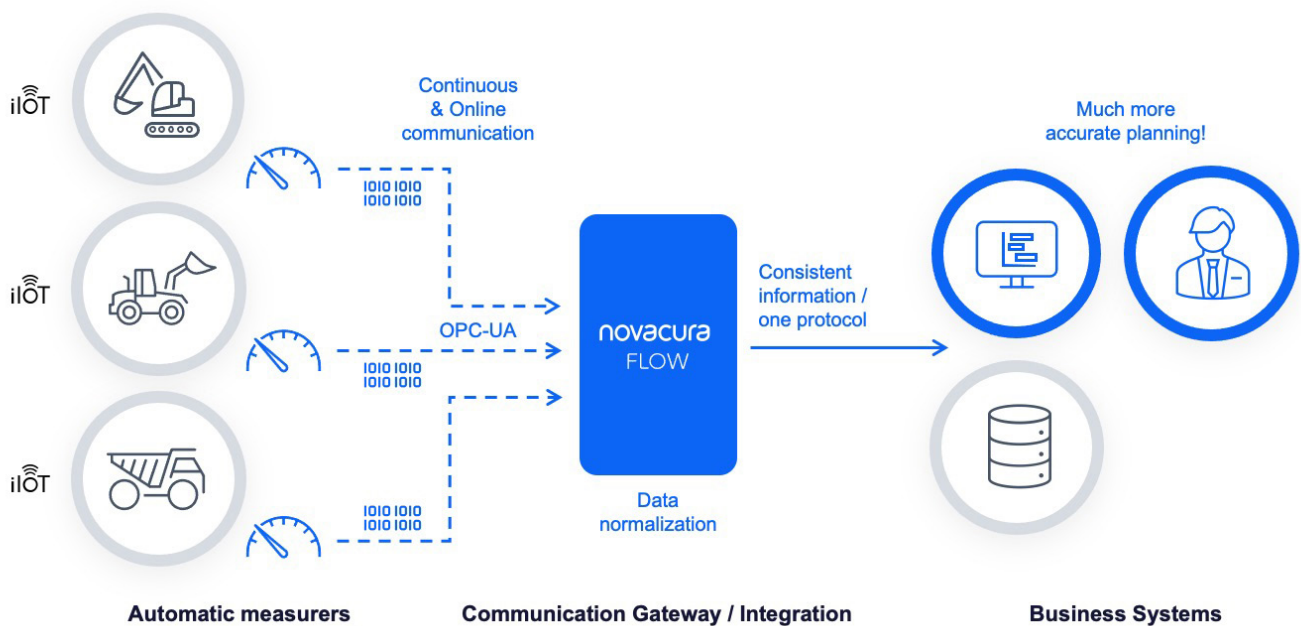 iIOT
Continuous
& Online
communication
1010 1010
1010 1010
iIOT
OPC-UA
1010 1010
1010 1010
iIOT
1010 1010
1010 1010
novacura
FLOW
Data
normalization
Consistent
information /
one protocol
Much more
accurate planning!
Automatic measurers
Communication Gateway / Integration
Business Systems